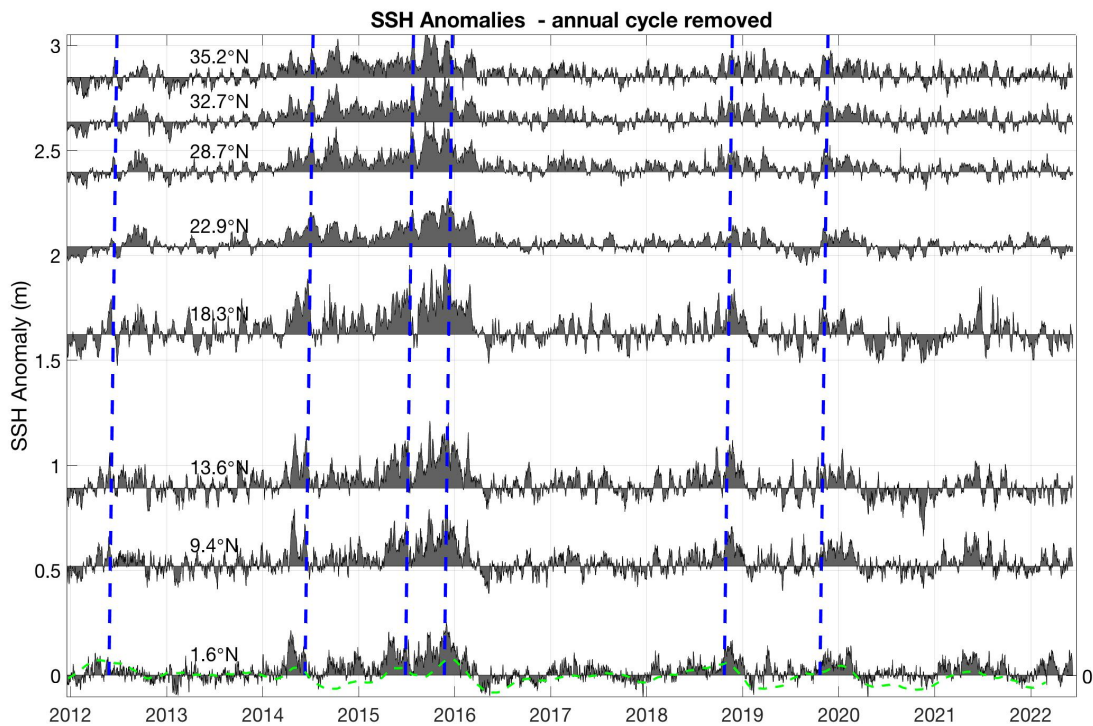 SSH Anomalies - annual cycle removed
3
35.2°N
32.7°N
2.5
28.7°N
22.9°N
2
18.3°N
1.5
SSH Anomaly (m)
1
13.6°N
9.4°N
0.5
1.6°N
0
0
2012 2013 2014 2015 2016 2017 2018 2019 2020 2021 2022